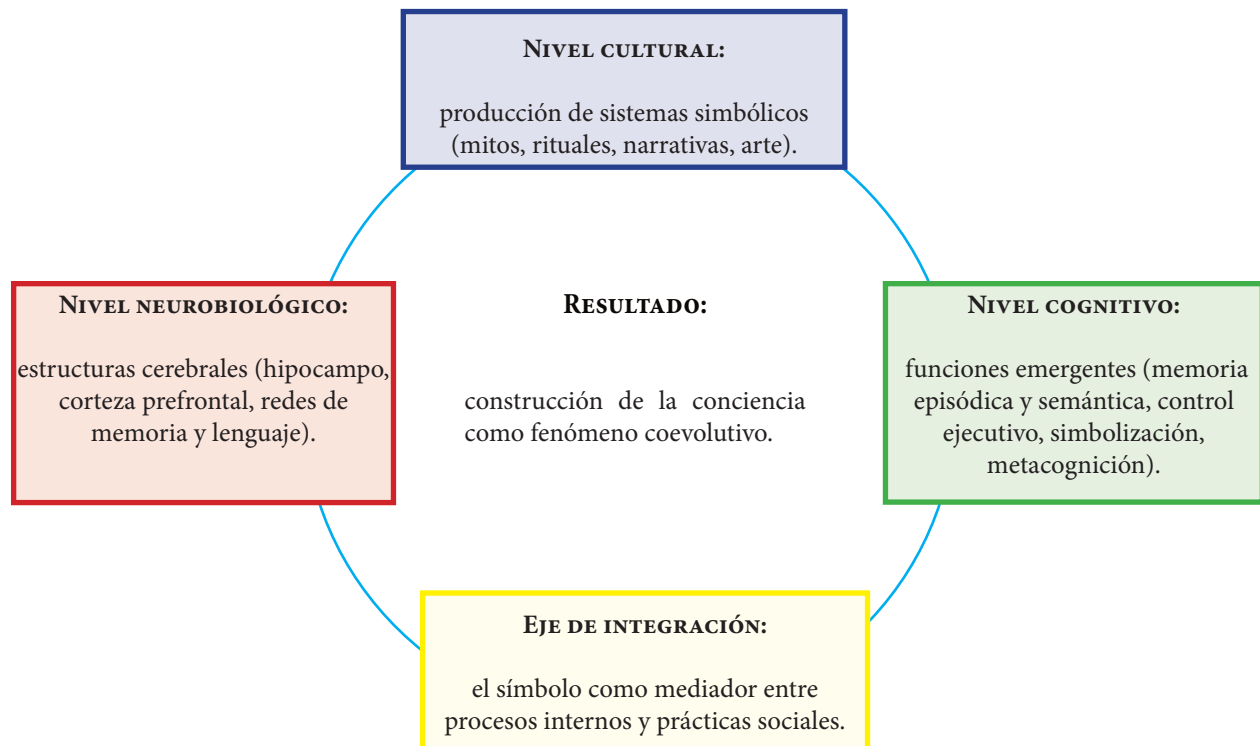 Nivel cultural:
producción de sistemas simbólicos
(mitos, rituales, narrativas, arte).
Nivel neurobiológico:
estructuras cerebrales (hipocampo,
corteza prefrontal, redes de
memoria y lenguaje).
Resultado:
construcción de la conciencia
como fenómeno coevolutivo.
Nivel cognitivo:
funciones emergentes (memoria
episódica y semántica, control
ejecutivo, simbolización,
metacognición).
Eje de integración:
el símbolo como mediador entre
procesos internos y prácticas sociales.